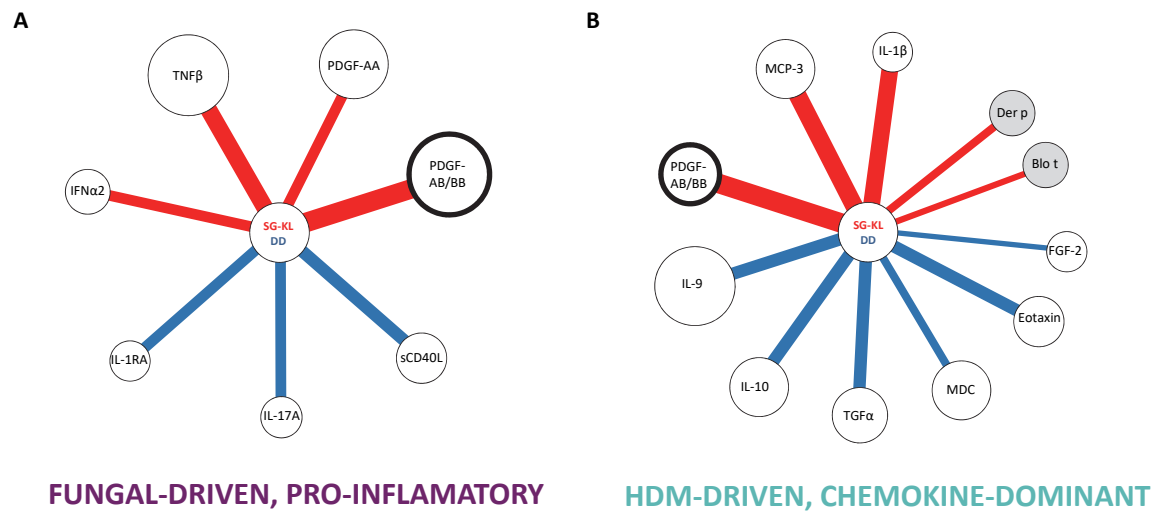 A
TNFβ
PDGF-AA
PDGF-
AB/BB
IFNα2
SG-KL
DD
IL-1RA
IL-17A
sCD40L
FUNGAL-DRIVEN, PRO-INFLAMATORY
B
MCP-3
IL-1β
Der p
Blo t
PDGF-
AB/BB
SG-KL
DD
FGF-2
IL-9
Eotaxin
IL-10
TGFα
MDC
HDM-DRIVEN, CHEMOKINE-DOMINANT